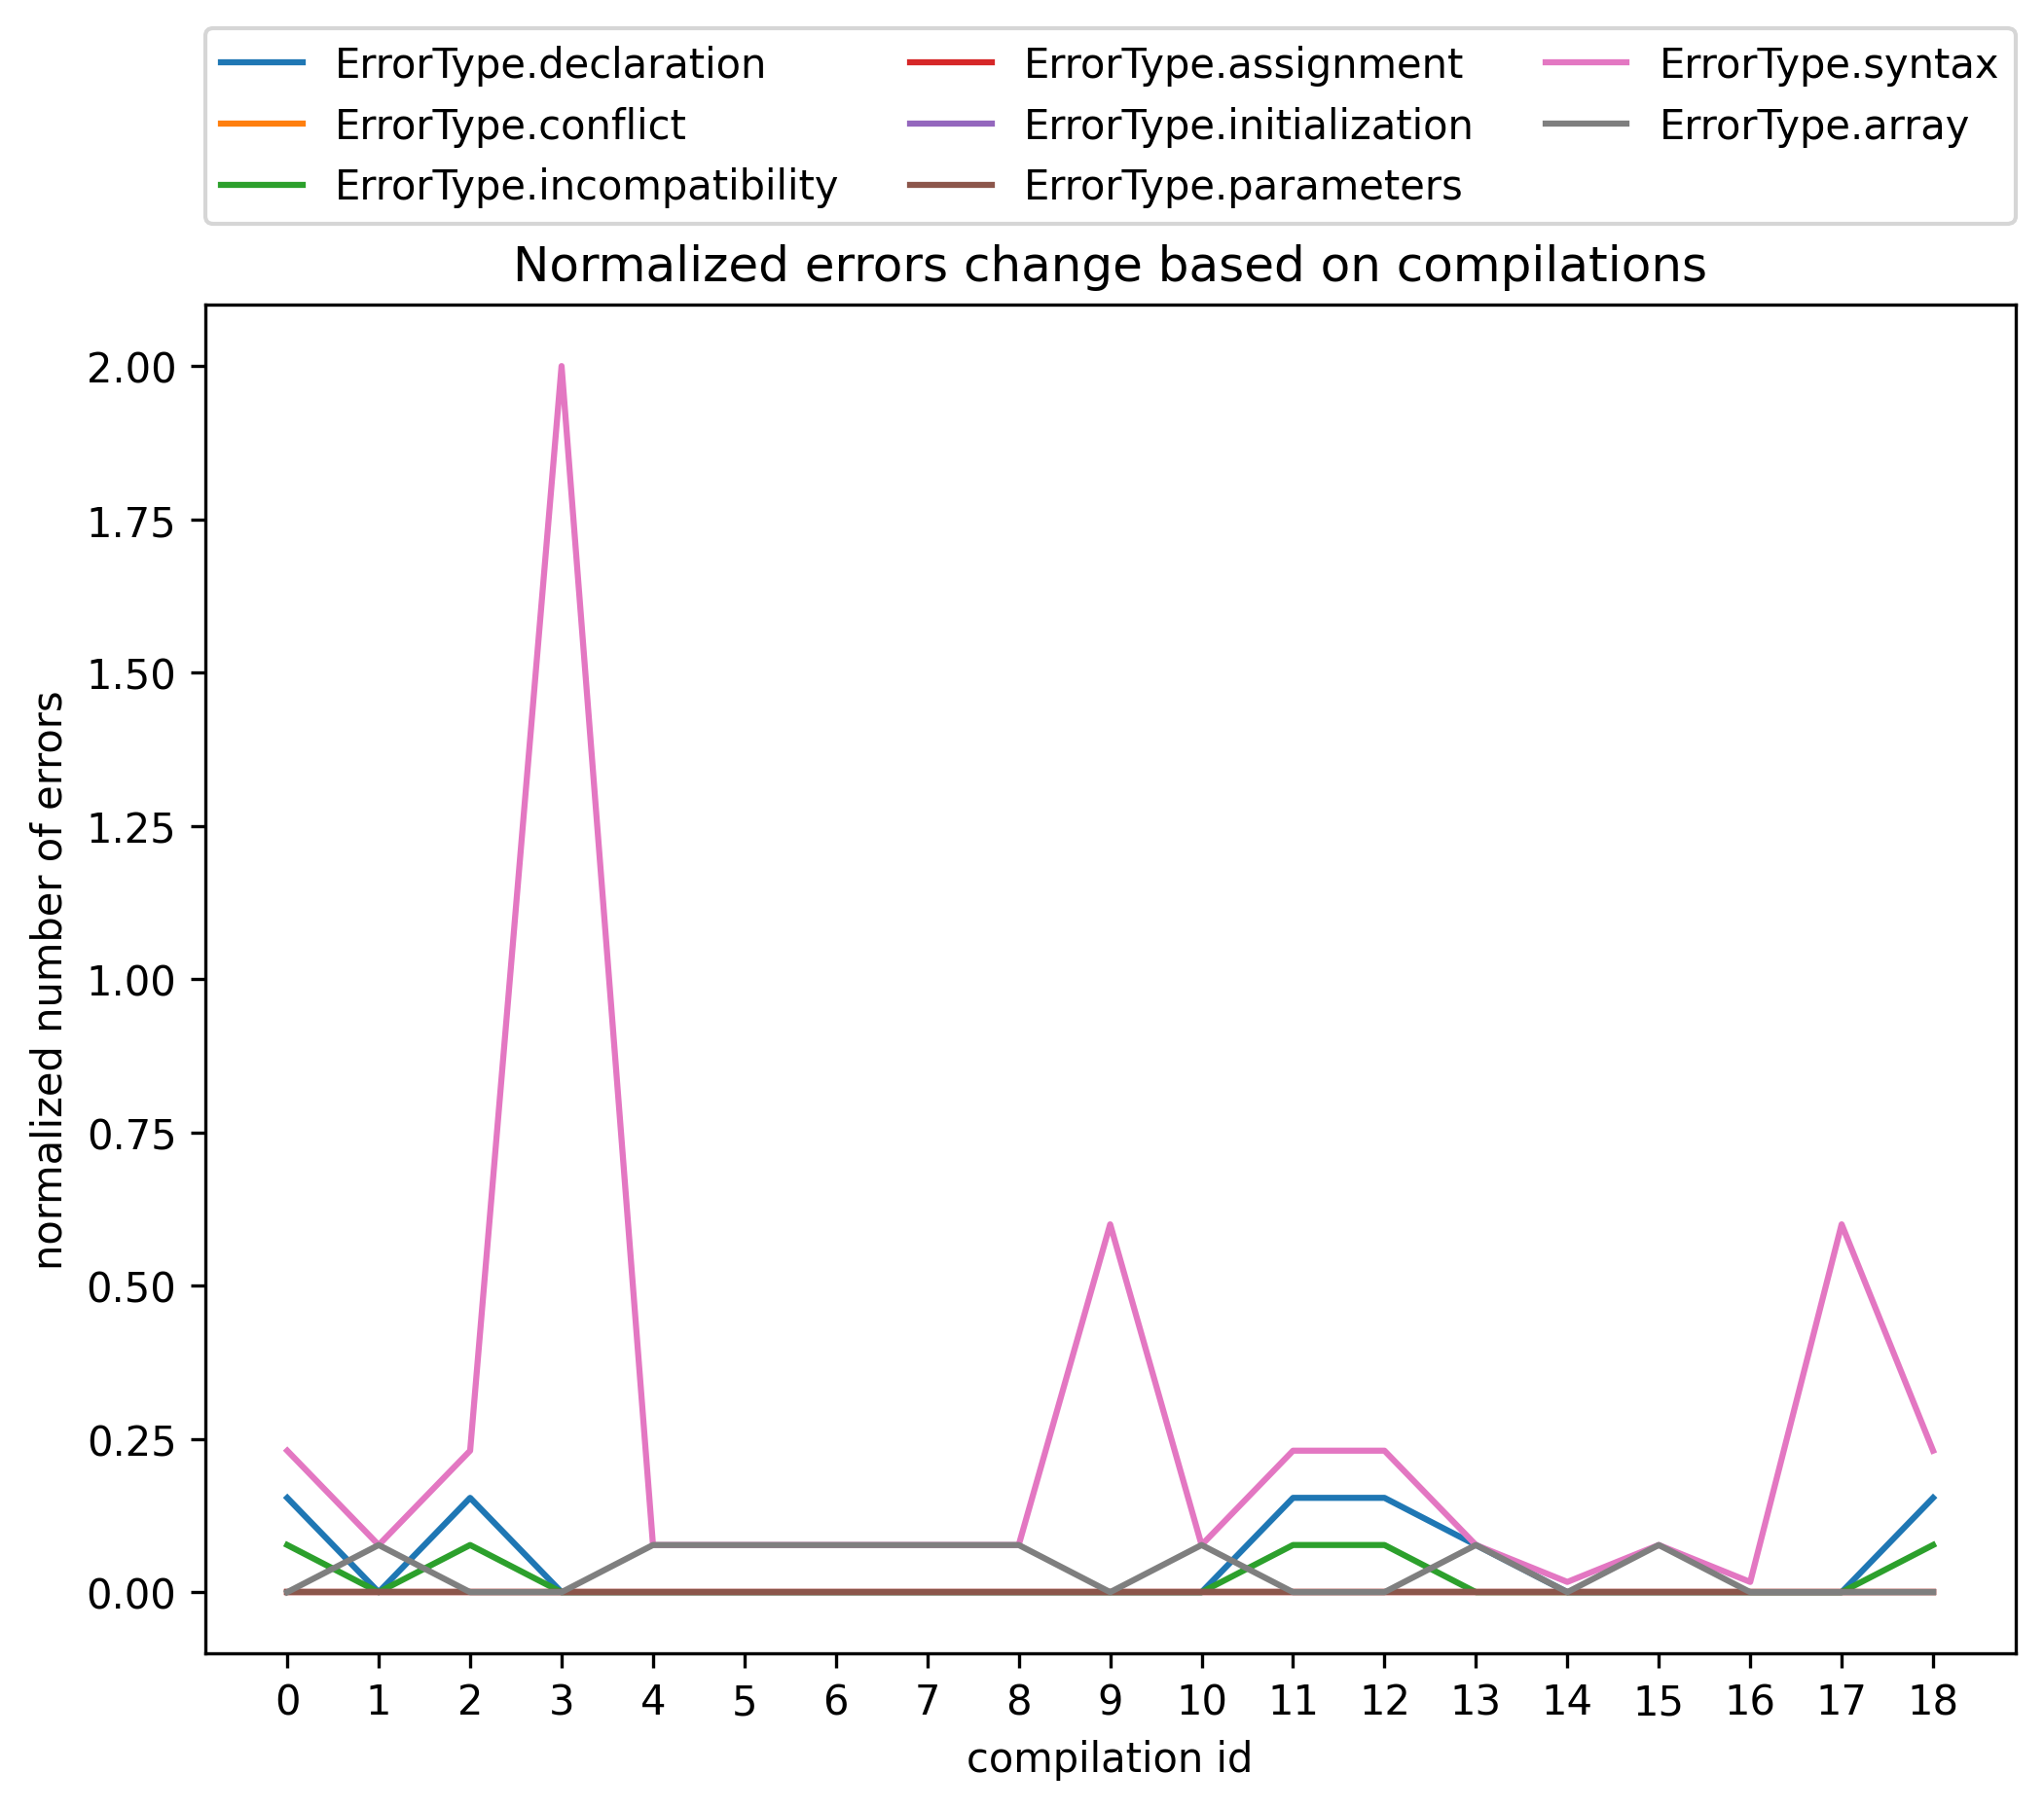 ErrorType.declaration
ErrorType.conflict
ErrorType.incompatibility
ErrorType.assignment
ErrorType.initialization
ErrorType.parameters
ErrorType.syntax
ErrorType.array
Normalized errors change based on compilations
normalized number of errors
2.00
1.75
1.50
1.25
1.00
0.75
0.50
0.25
0.00
0 1 2 3 4 5 6 7 8 9 10 11 12 13 14 15 16 17 18
compilation id